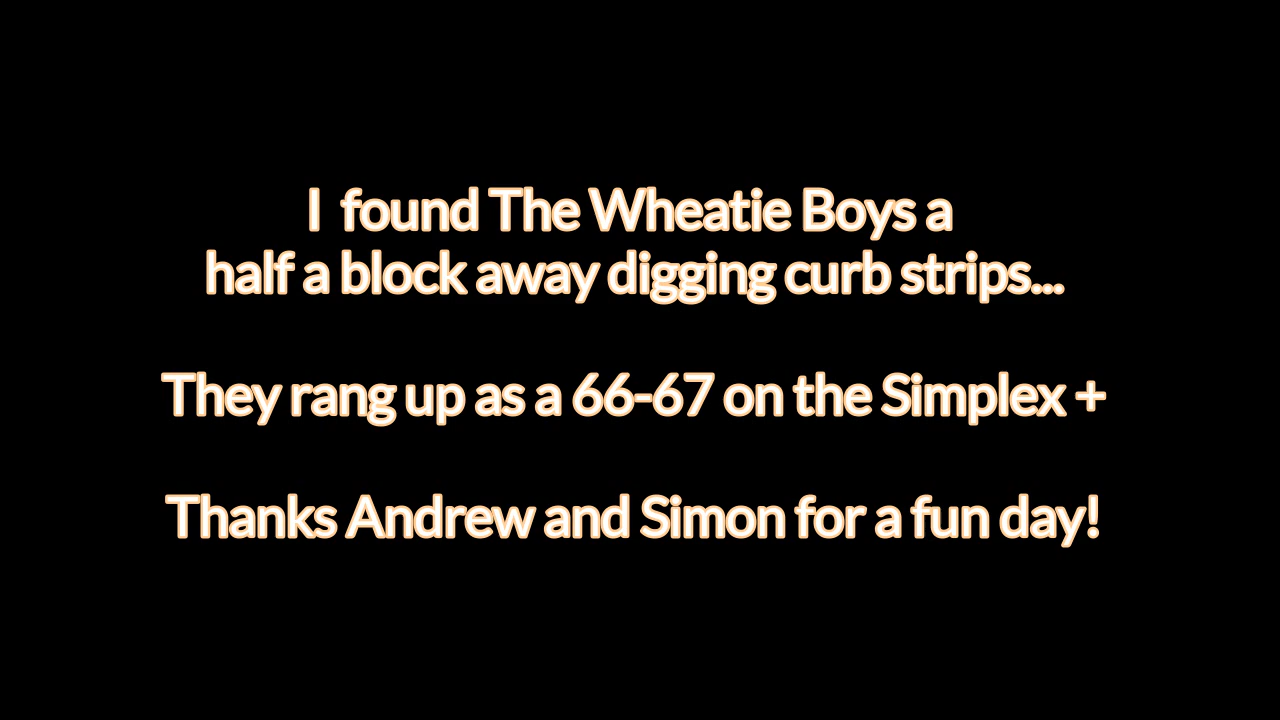 I found The Wheatie Boys a
half a block away digging curb strips...
They rang up as a 66-67 on the Simplex +
Thanks Andrew and Simon for a fun day!